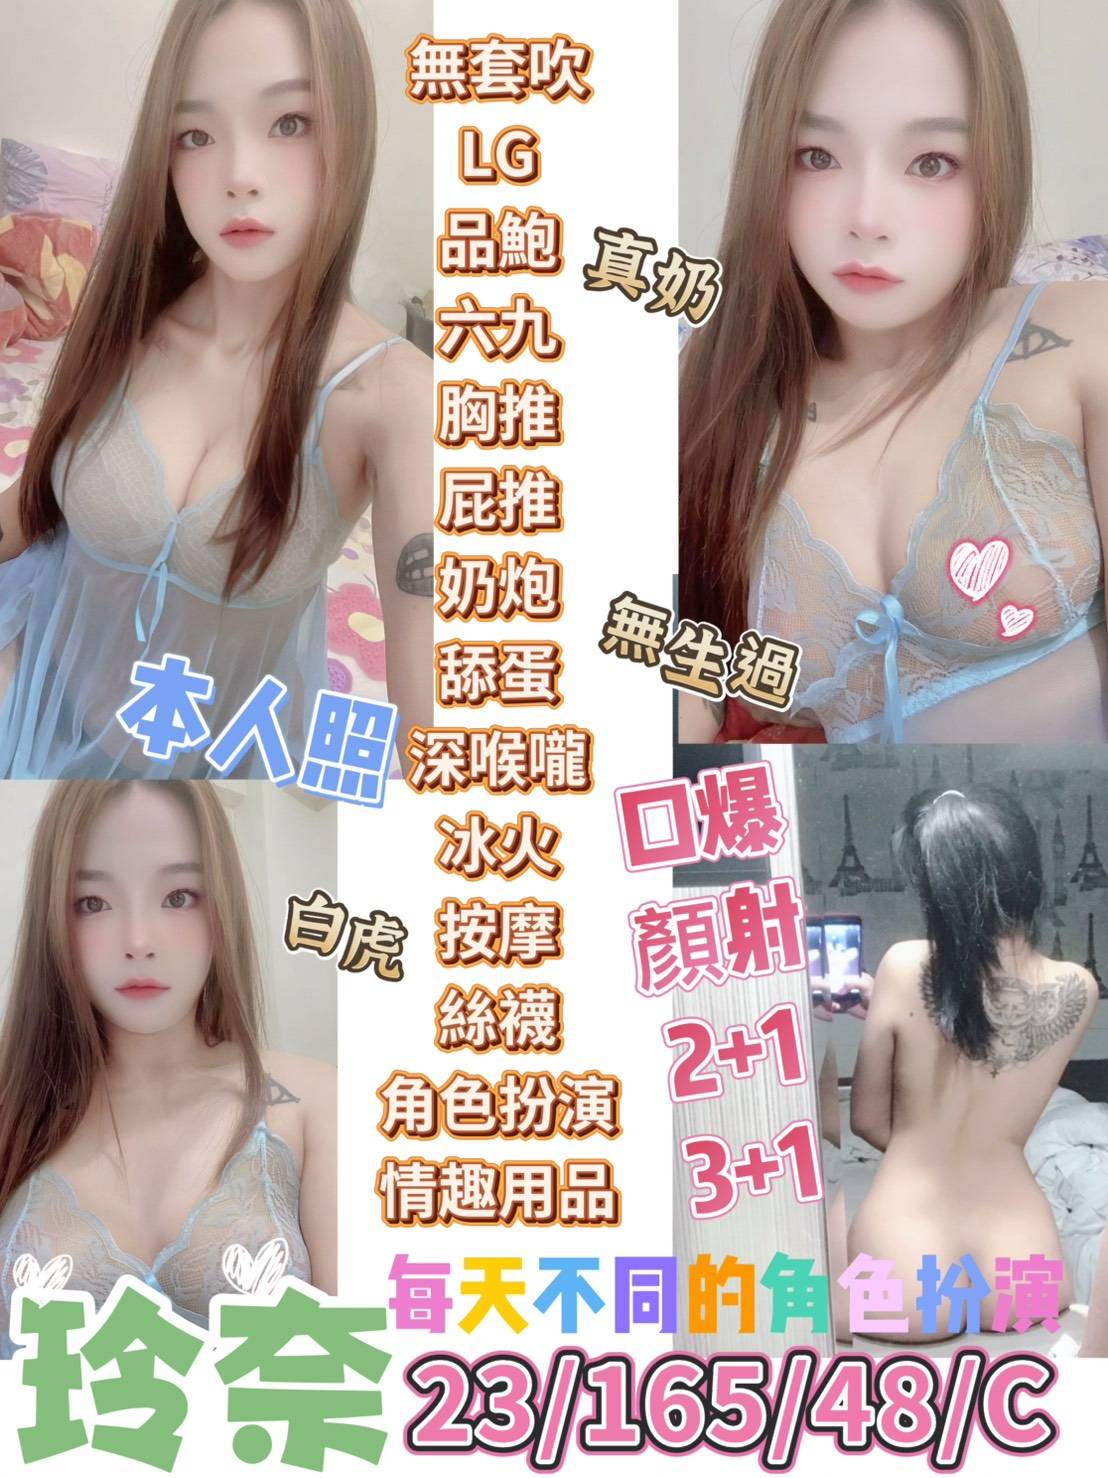 無套吹
LG
品鮑
六九
胸推
屁推
奶炮
舔蛋
深喉嚨
冰火
按摩
絲襪
角色扮演
情趣用品
真奶
無生過
本人照
白虎
口爆
顏射
2+1
3+1
每天不同的角色扮演
玲奈
23/165/48/C